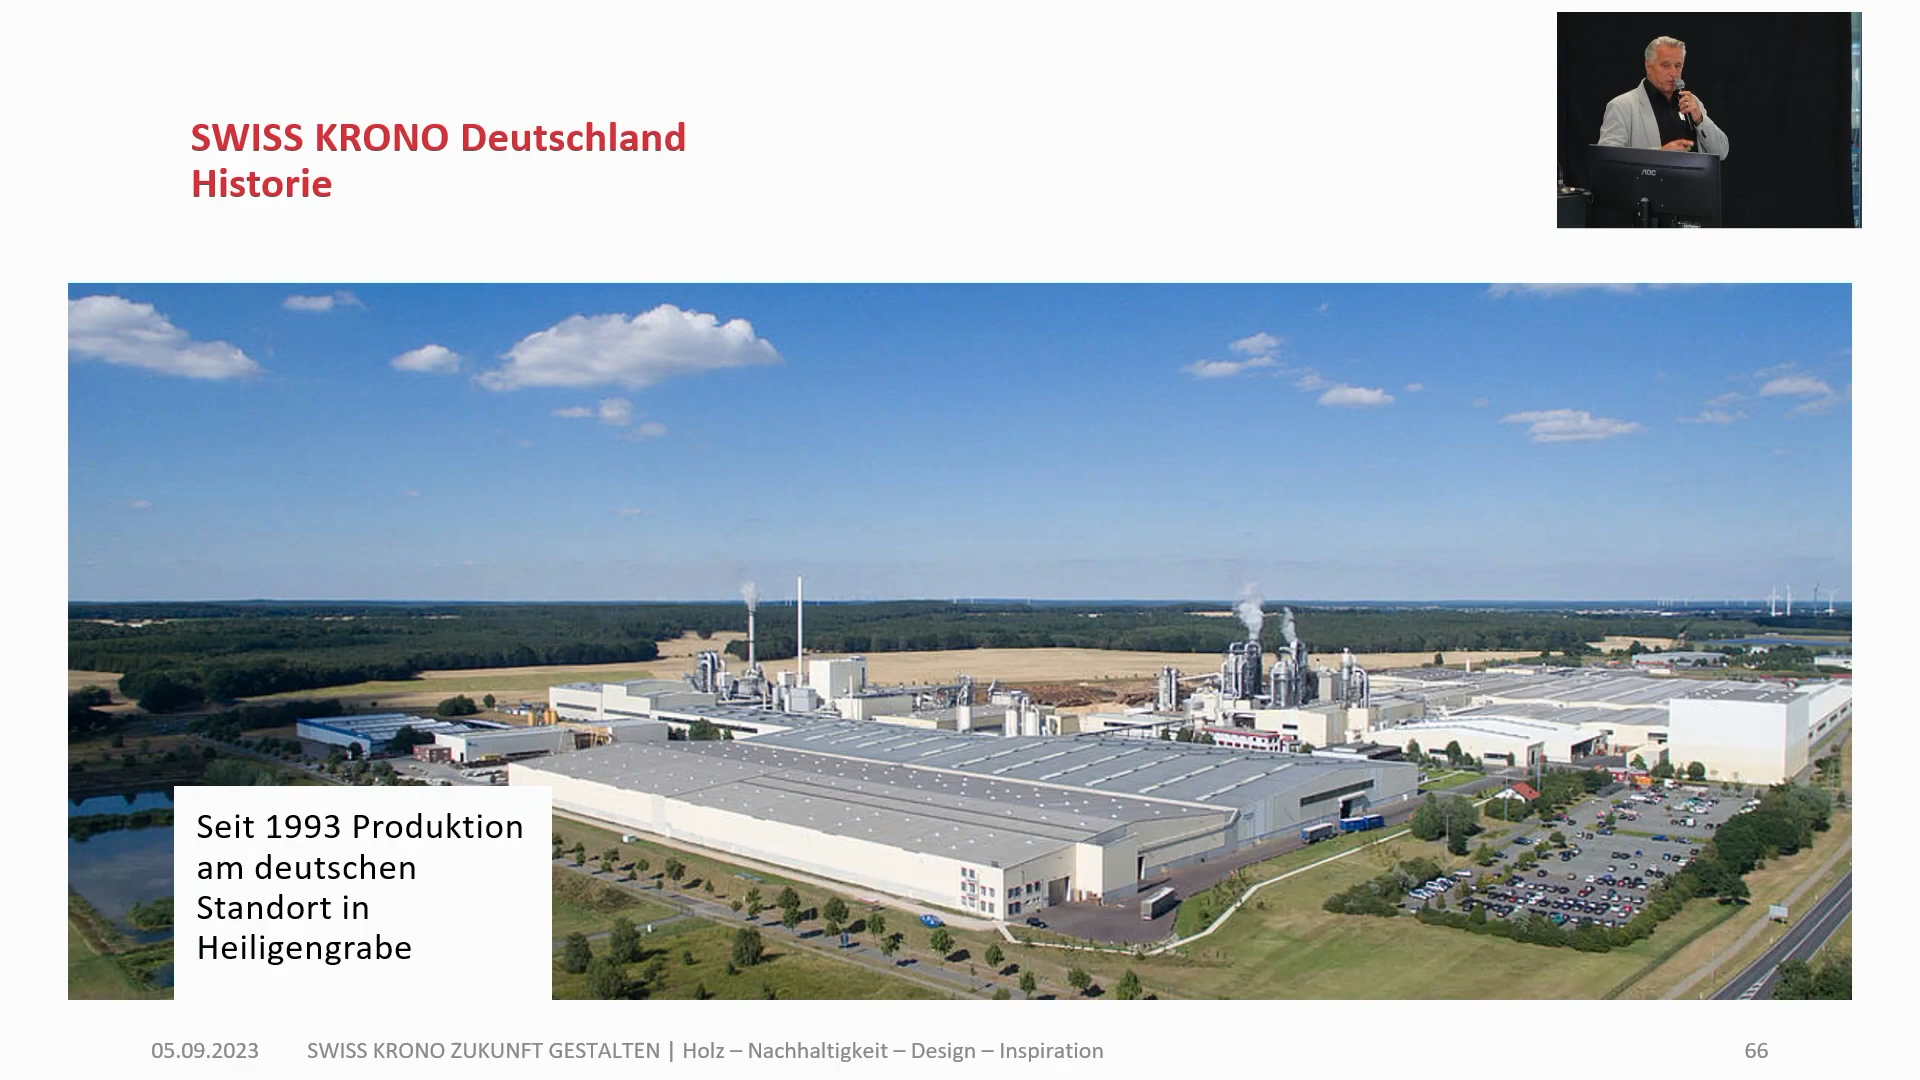 SWISS KRONO Deutschland
Historie
AOC
Seit 1993 Produktion
am deutschen
Standort in
Heiligengrabe
05.09.2023 SWISS KRONO ZUKUNFT GESTALTEN | Holz – Nachhaltigkeit – Design – Inspiration 66